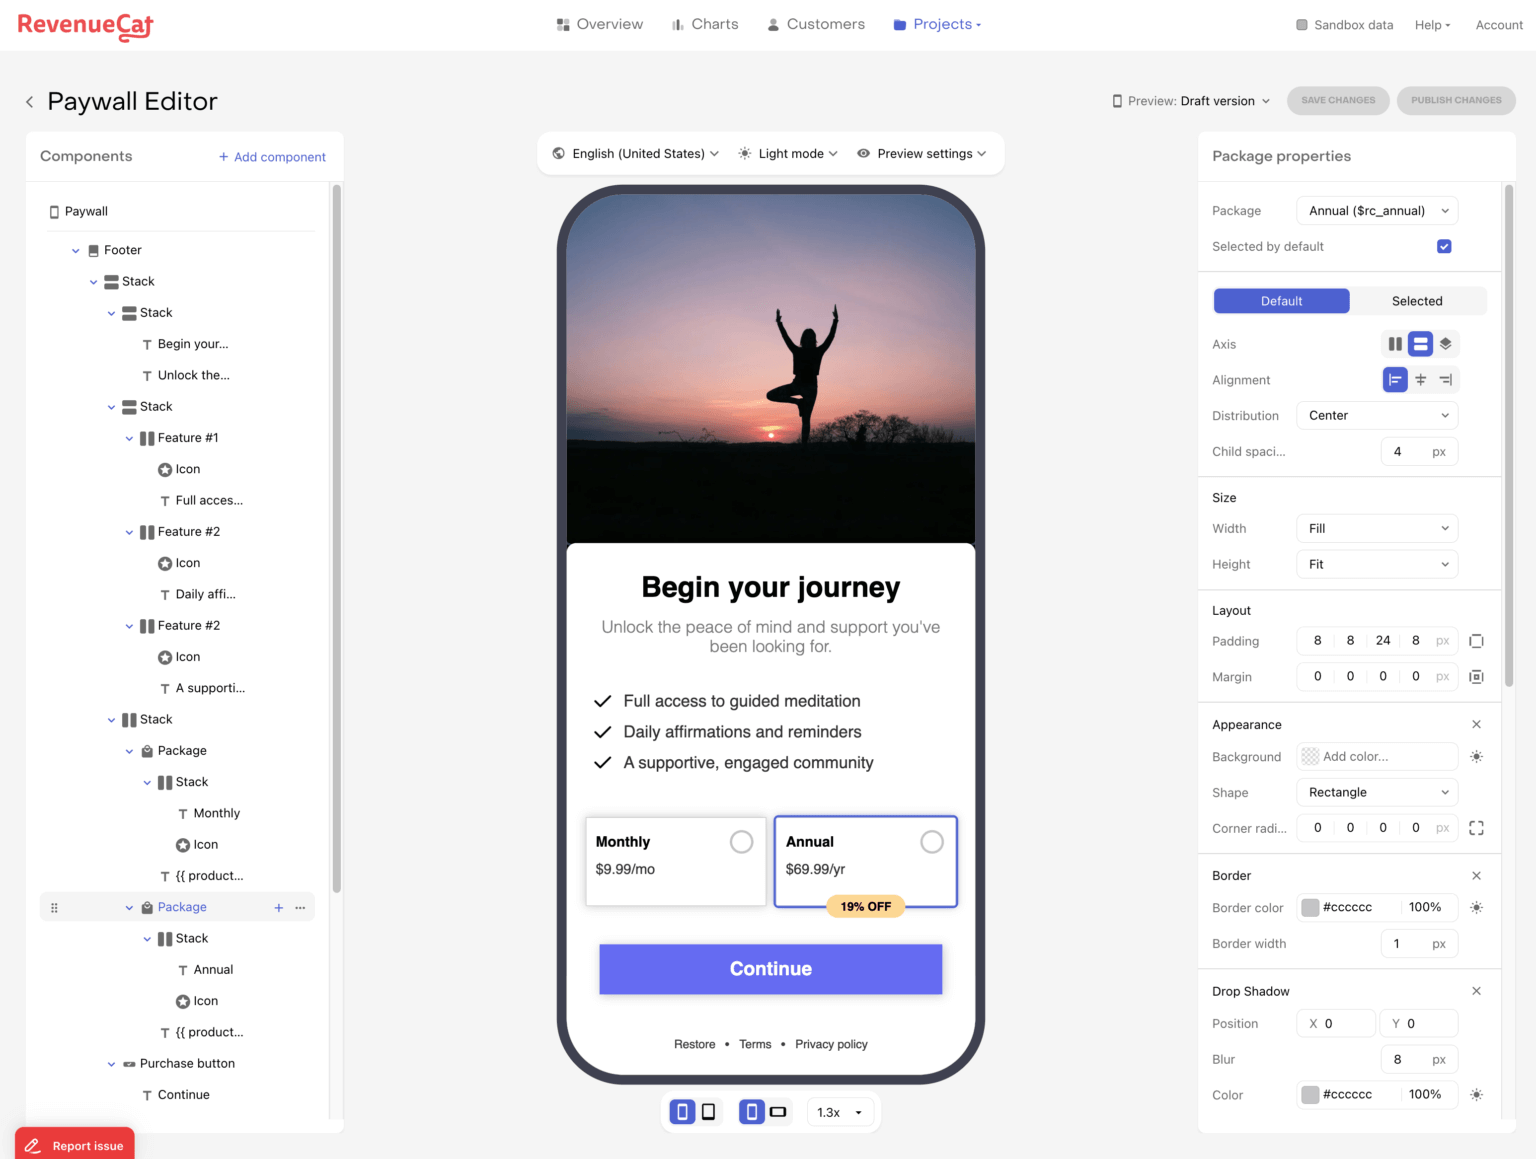 RevenueCat
Overview
Charts
Customers
Projects
Sandbox data
Help
Account
Paywall Editor
Preview: Draft version
SAVE CHANGES
PUBLISH CHANGES
Components
+ Add component
Paywall
Footer
Stack
Stack
Begin your...
Unlock the...
Stack
Feature #1
Icon
Full acces...
Feature #2
Icon
Daily affi...
Feature #2
Icon
A supporti...
Stack
Package
Stack
Monthly
Icon
{{ product...
Package
Stack
Annual
Icon
{{ product...
Purchase button
Continue
Report issue
English (United States)
Light mode
Preview settings
Begin your journey
Unlock the peace of mind and support you've
been looking for.
Full access to guided meditation
Daily affirmations and reminders
A supportive, engaged community
Monthly
$9.99/mo
Annual
$69.99/yr
19% OFF
Continue
Restore • Terms • Privacy policy
1.3x
Package properties
Package Annual ($rc_annual)
Selected by default
Default Selected
Axis
Alignment
Distribution Center
Child spaci... 4 px
Size
Width Fill
Height Fit
Layout
Padding 8 8 24 8 px
Margin 0 0 0 0 px
Appearance
Background Add color...
Shape Rectangle
Corner radi... 0 0 0 0 px
Border
Border color #cccccc 100%
Border width 1 px
Drop Shadow
Position X 0 Y 0
Blur 8 px
Color #cccccc 100%